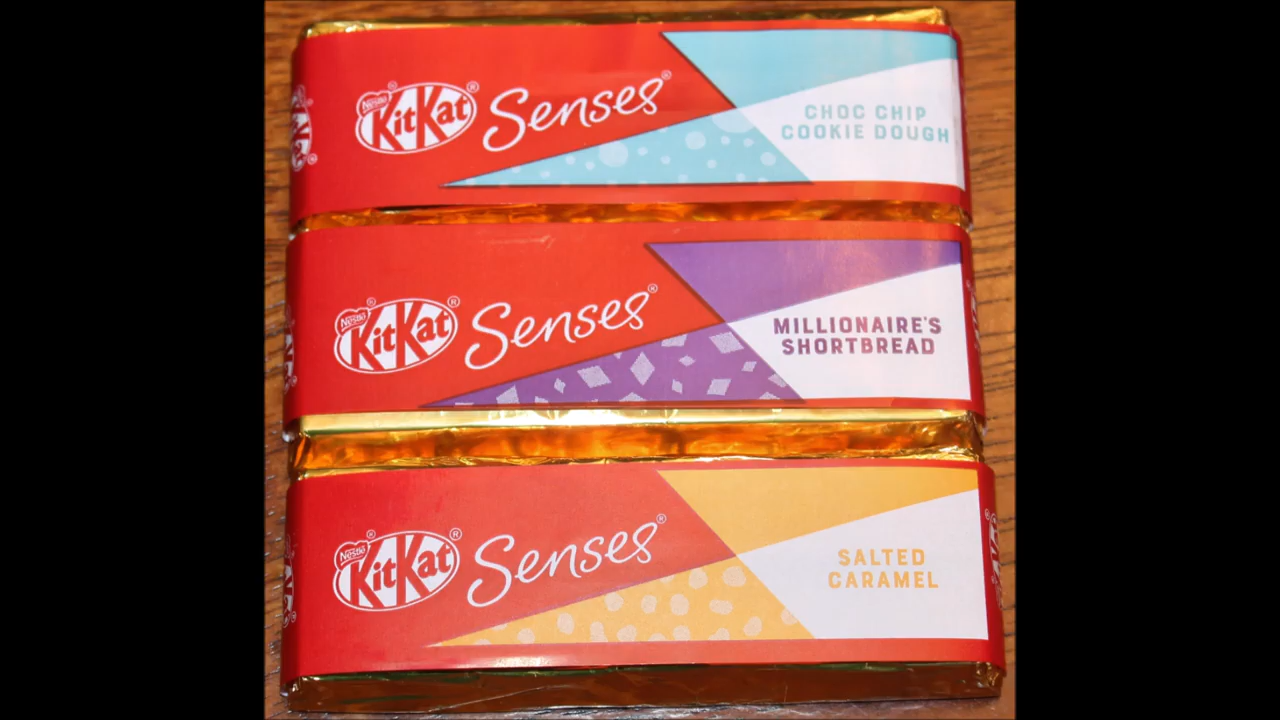 Nestlé
KitKat® Senses®
CHOC CHIP
COOKIE DOUGH
Nestlé
KitKat® Senses®
MILLIONAIRE'S
SHORTBREAD
Nestlé
KitKat® Senses®
SALTED
CARAMEL